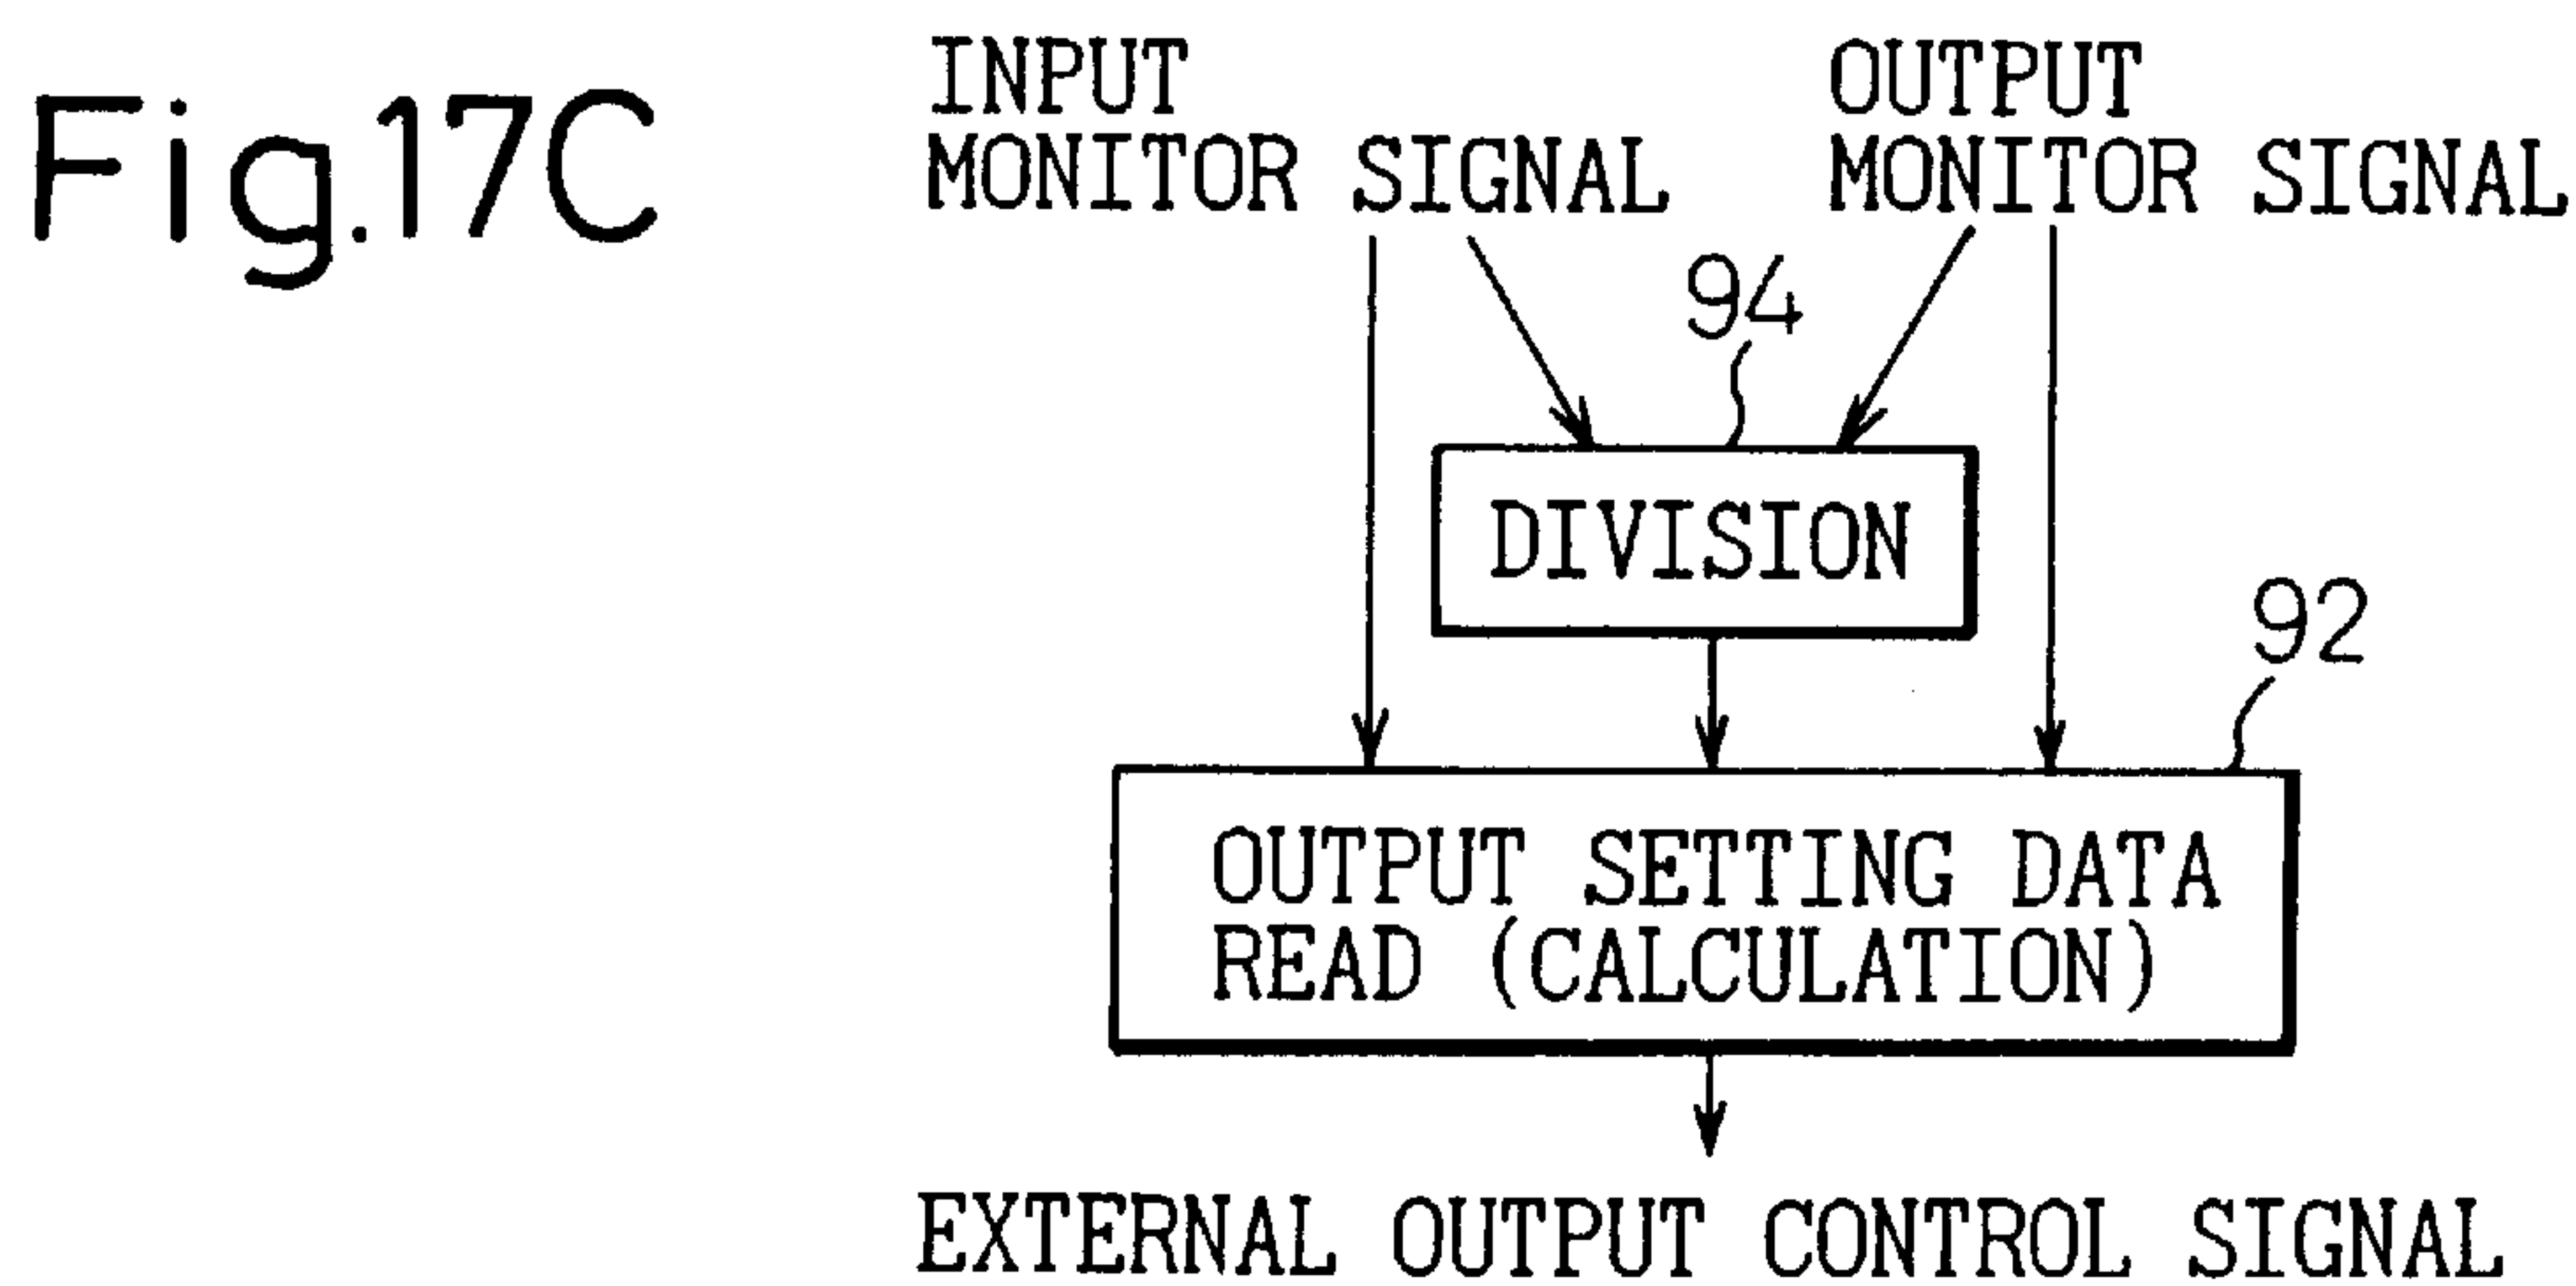 Fig.17C
INPUT
MONITOR SIGNAL
OUTPUT
MONITOR SIGNAL
94
DIVISION
92
OUTPUT SETTING DATA
READ (CALCULATION)
EXTERNAL OUTPUT CONTROL SIGNAL